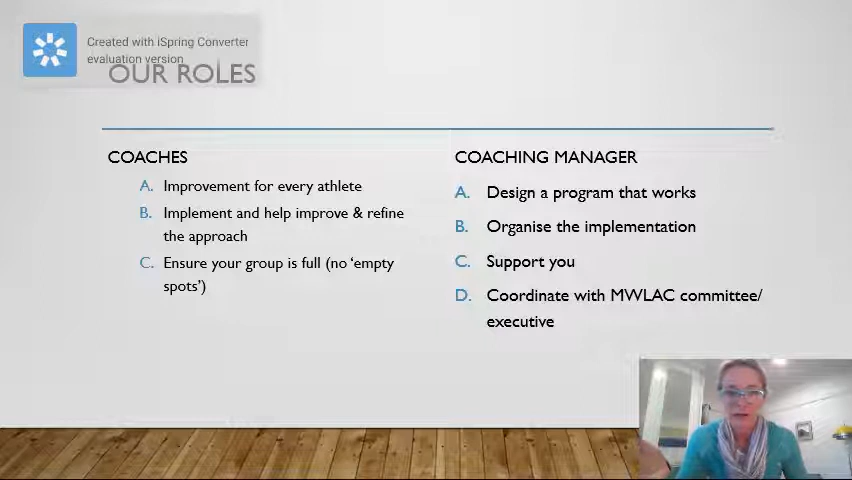 Created with iSpring Converter
evaluation version
OUR ROLES
COACHES
A. Improvement for every athlete
B. Implement and help improve & refine
the approach
C. Ensure your group is full (no ‘empty
spots’)
COACHING MANAGER
A. Design a program that works
B. Organise the implementation
C. Support you
D. Coordinate with MWLAC committee/
executive